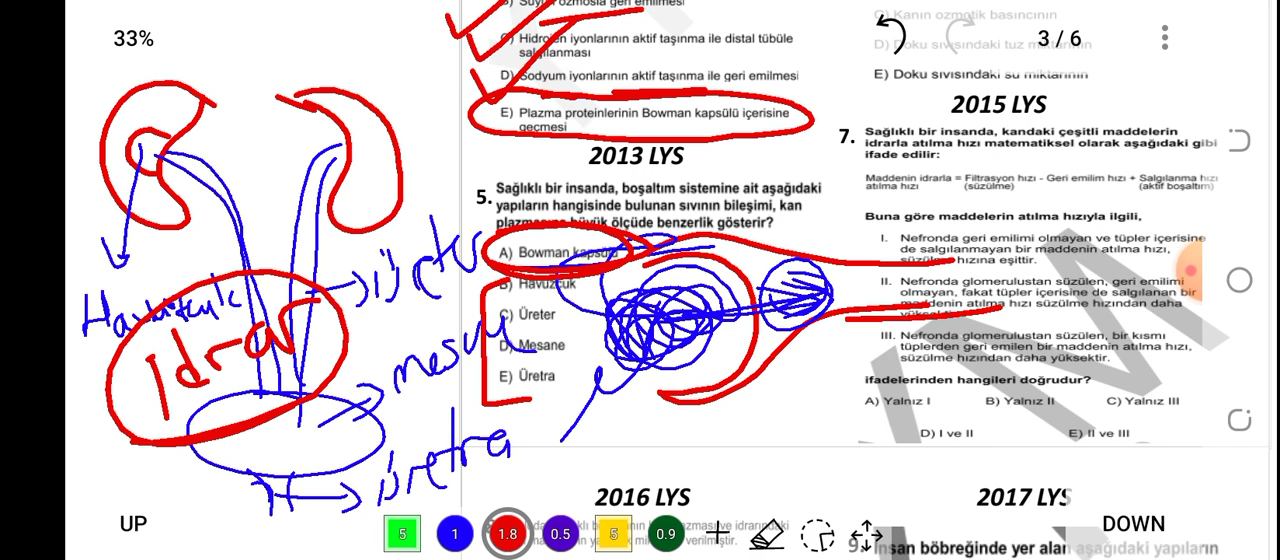 33%
3 / 6
B) Suyun ozmosla geri emilmesi
C) Hidrojen iyonlarının aktif taşınma ile distal tübüle
salgılanması
D) Sodyum iyonlarının aktif taşınma ile geri emilmesi
E) Plazma proteinlerinin Bowman kapsülü içerisine
geçmesi
2013 LYS
5. Sağlıklı bir insanda, boşaltım sistemine ait aşağıdaki
yapıların hangisinde bulunan sıvının bileşimi, kan
plazmasına büyük ölçüde benzerlik gösterir?
A) Bowman kapsülü
B) Havuzcuk
C) Üreter
D) Mesane
E) Üretra
Havuzcuk
İdrar
Üreter
mesane
üretra
C) Kanın ozmotik basıncının
D) Doku sıvısındaki tuz miktarının
E) Doku sıvısındaki su miktarının
2015 LYS
7. Sağlıklı bir insanda, kandaki çeşitli maddelerin
idrarla atılma hızı matematiksel olarak aşağıdaki gibi
ifade edilir:
Maddenin idrarla = Filtrasyon hızı - Geri emilim hızı + Salgılanma hızı
atılma hızı (süzülme) (aktif boşaltım)
Buna göre maddelerin atılma hızıyla ilgili,
I. Nefronda geri emilimi olmayan ve tüpler içerisine
de salgılanmayan bir maddenin atılma hızı,
süzülme hızına eşittir.
II. Nefronda glomerulustan süzülen, geri emilimi
olmayan, fakat tüpler içerisine de salgılanan bir
maddenin atılma hızı süzülme hızından daha
yüksektir.
III. Nefronda glomerulustan süzülen, bir kısmı
tüplerden geri emilen bir maddenin atılma hızı,
süzülme hızından daha yüksektir.
ifadelerinden hangileri doğrudur?
A) Yalnız I B) Yalnız II C) Yalnız III
D) I ve II E) II ve III
2016 LYS
2017 LYS
9. İnsan böbreğinde yer alan aşağıdaki yapıların
verilmiştir.
UP
5 1 1.8 0.5 5 0.9
DOWN